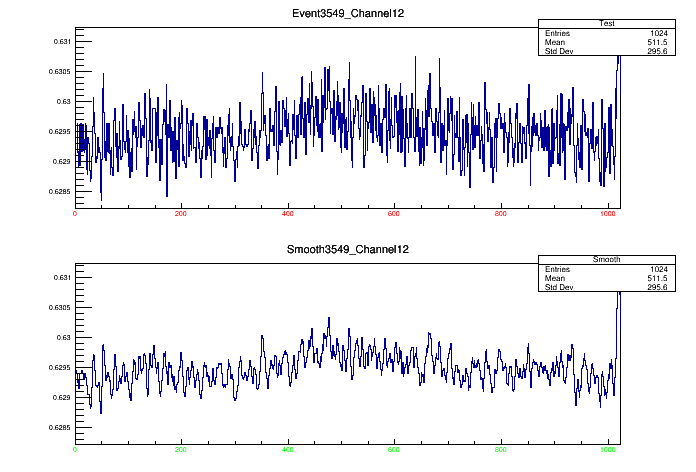 Event3549_Channel12
Test
Entries 1024
Mean 511.5
Std Dev 295.6
0.631
0.6305
0.63
0.6295
0.629
0.6285
0 200 400 600 800 1000
Smooth3549_Channel12
Smooth
Entries 1024
Mean 511.5
Std Dev 295.6
0.631
0.6305
0.63
0.6295
0.629
0.6285
0 200 400 600 800 1000